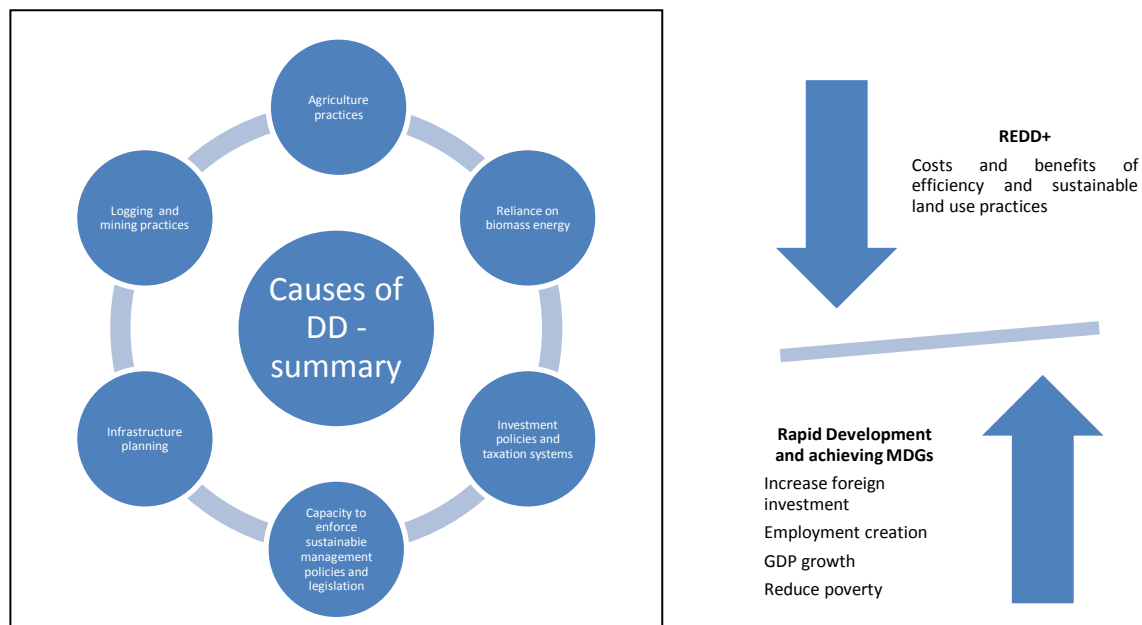 Agriculture
practices
Logging and
mining practices
Reliance on
biomass energy
Causes of
DD -
summary
Infrastructure
planning
Investment
policies and
taxation systems
Capacity to
enforce
sustainable
management
policies and
legislation
REDD+
Costs and benefits of
efficiency and sustainable
land use practices
Rapid Development
and achieving MDGs
Increase foreign
investment
Employment creation
GDP growth
Reduce poverty